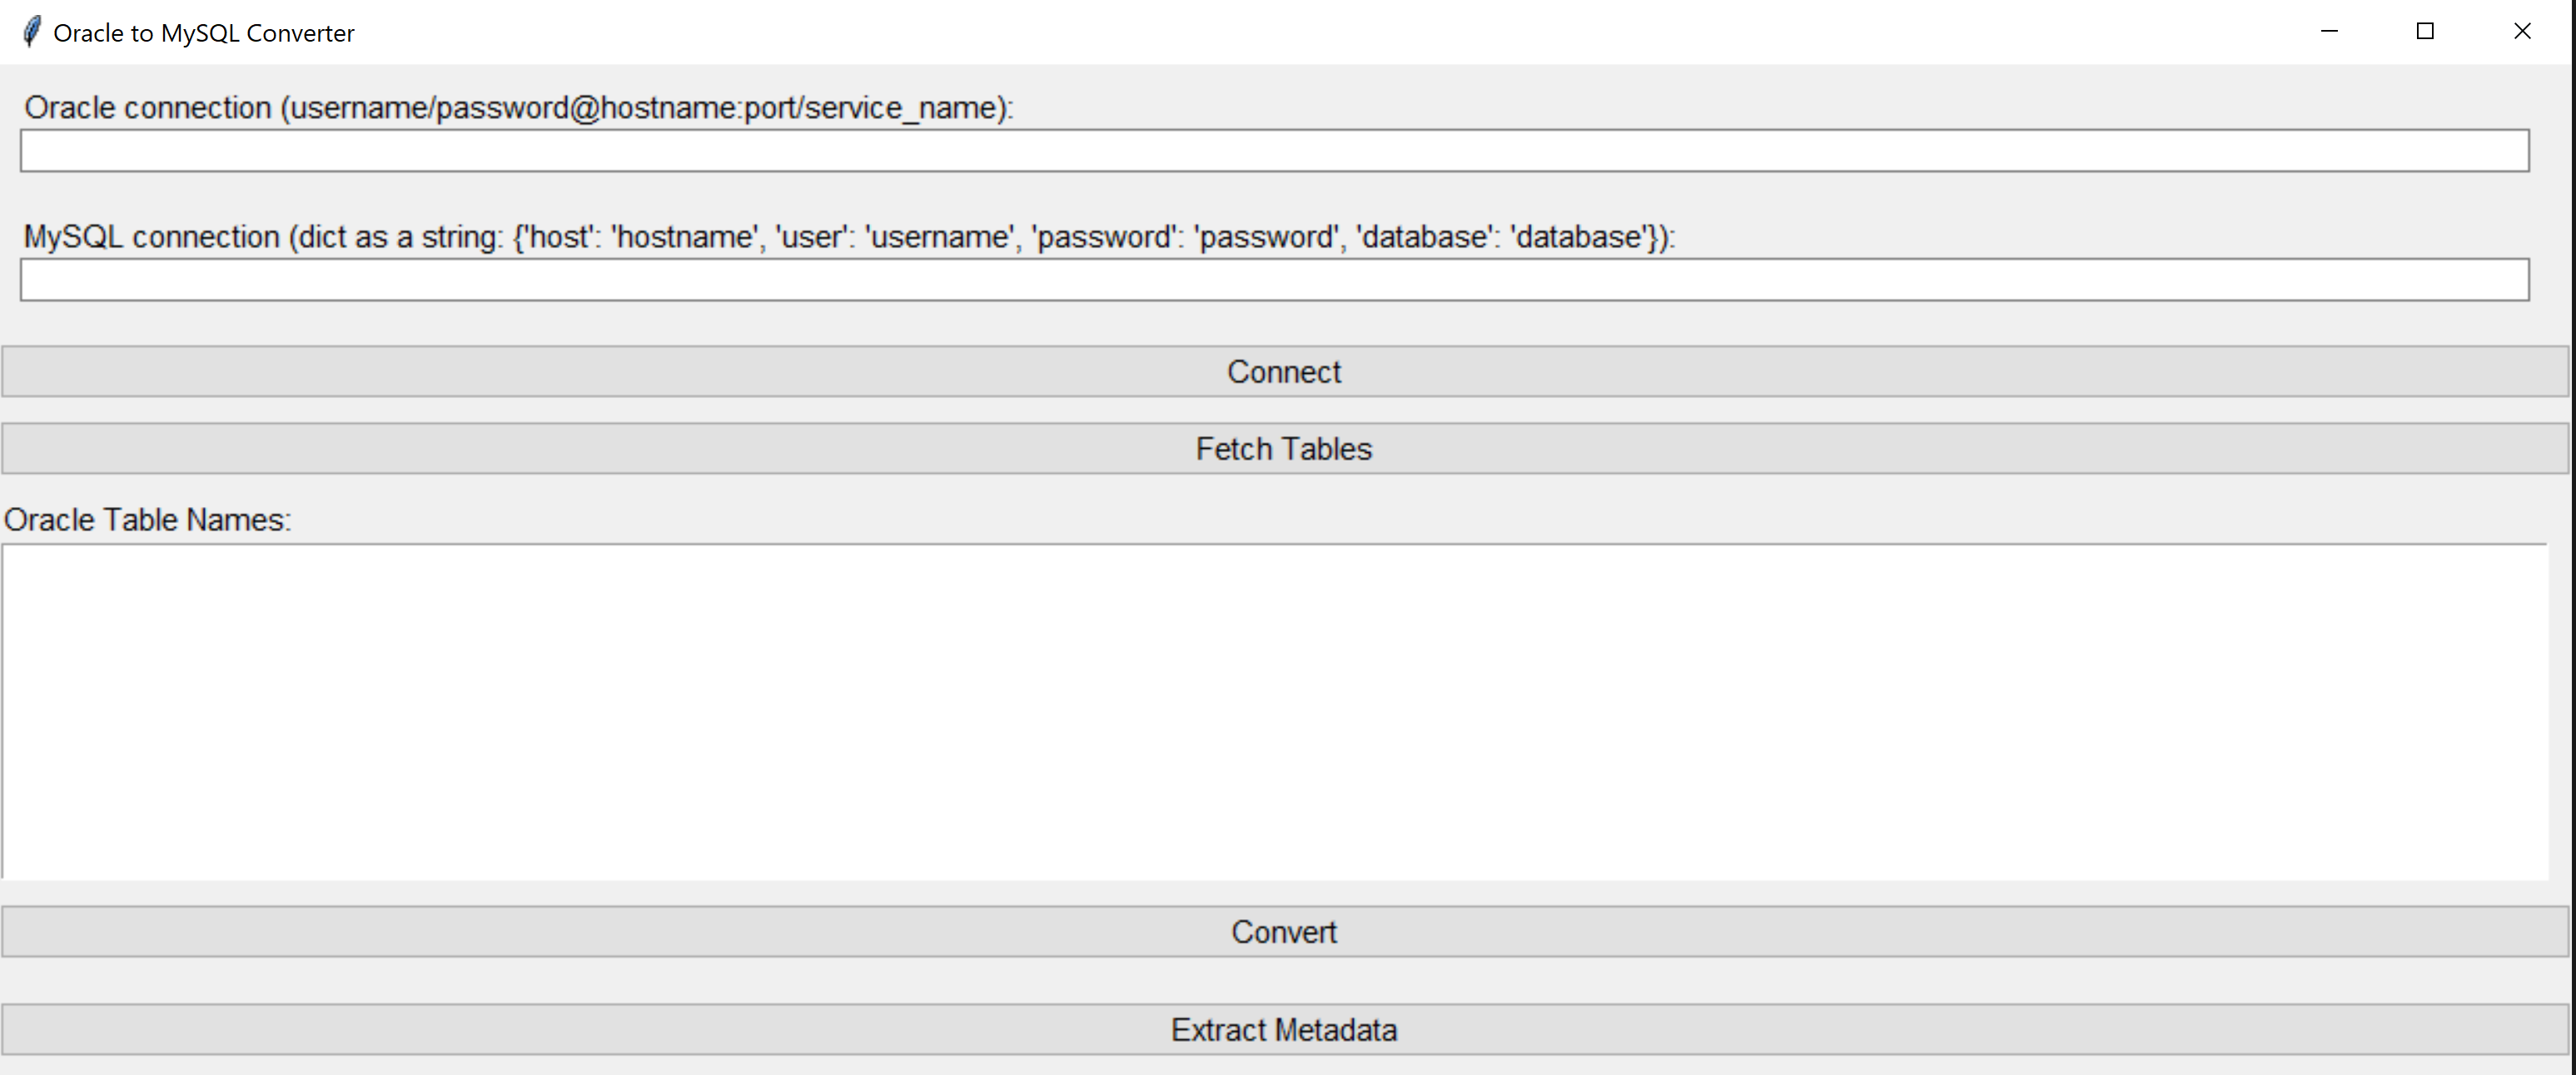 Oracle to MySQL Converter
Oracle connection (username/password@hostname:port/service_name):
MySQL connection (dict as a string: {'host': 'hostname', 'user': 'username', 'password': 'password', 'database': 'database'}):
Connect
Fetch Tables
Oracle Table Names:
Convert
Extract Metadata